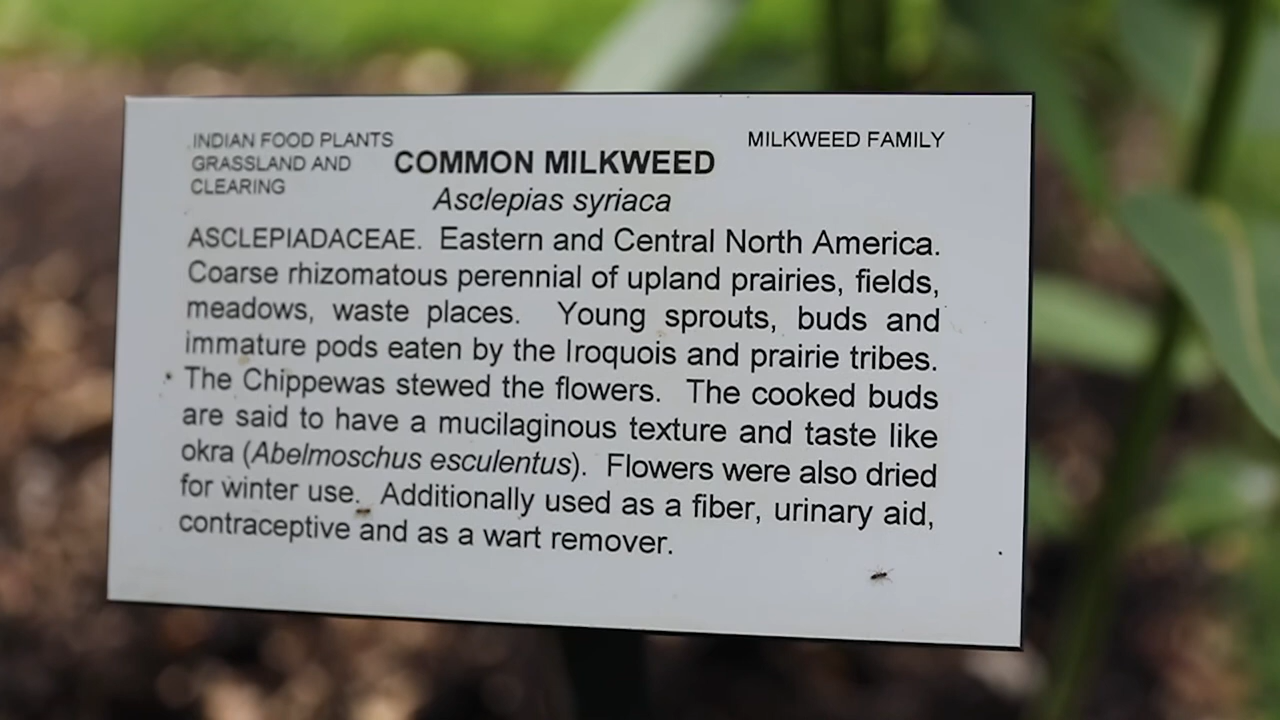 INDIAN FOOD PLANTS
GRASSLAND AND
CLEARING
MILKWEED FAMILY
COMMON MILKWEED
Asclepias syriaca
ASCLEPIADACEAE. Eastern and Central North America.
Coarse rhizomatous perennial of upland prairies, fields,
meadows, waste places. Young sprouts, buds and
immature pods eaten by the Iroquois and prairie tribes.
The Chippewas stewed the flowers. The cooked buds
are said to have a mucilaginous texture and taste like
okra (Abelmoschus esculentus). Flowers were also dried
for winter use. Additionally used as a fiber, urinary aid,
contraceptive and as a wart remover.